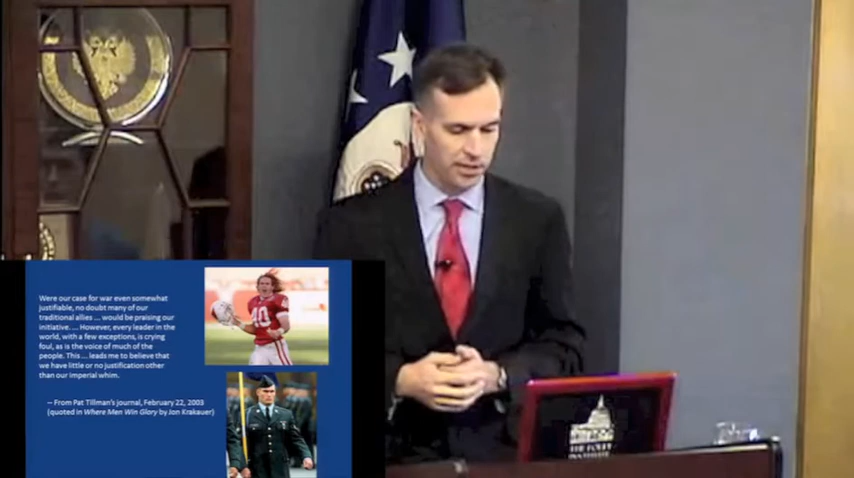 Were our case for war even somewhat
justifiable, no doubt many of our
traditional allies ... would be praising our
initiative. ... However, every leader in the
world, with a few exceptions, is crying
foul, as is the voice of much of the
people. This ... leads me to believe that
we have little or no justification other
than our imperial whim.
-- From Pat Tillman's journal, February 22, 2003
(quoted in Where Men Win Glory by Jon Krakauer)
40
THE FOLEY
INSTITUTE